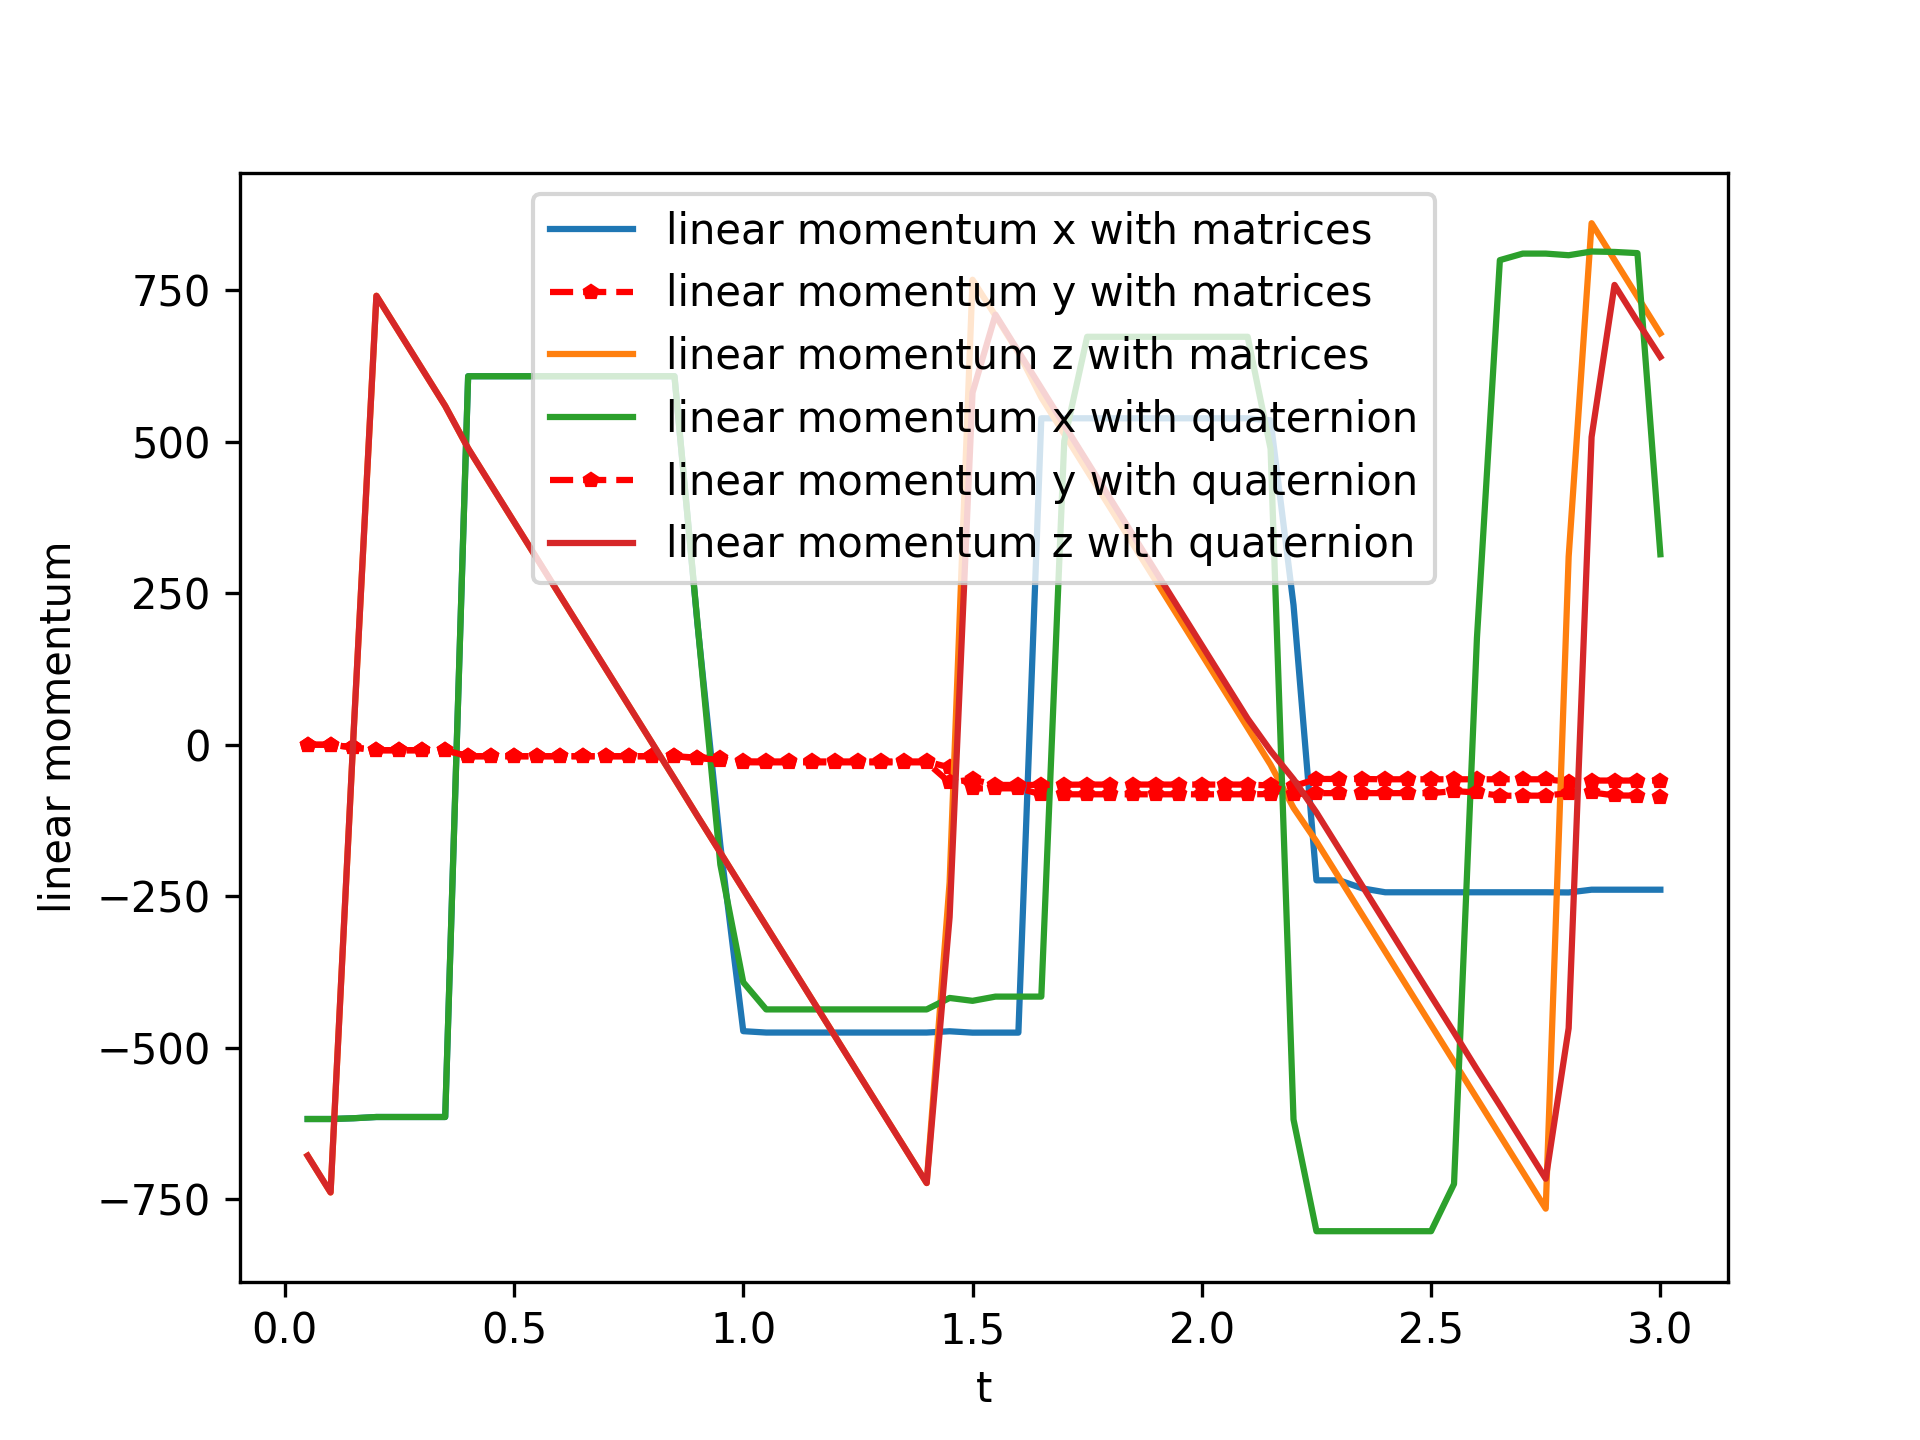 linear momentum x with matrices
linear momentum y with matrices
linear momentum z with matrices
linear momentum x with quaternion
linear momentum y with quaternion
linear momentum z with quaternion
linear momentum
750
500
250
0
−250
−500
−750
0.0 0.5 1.0 1.5 2.0 2.5 3.0
t